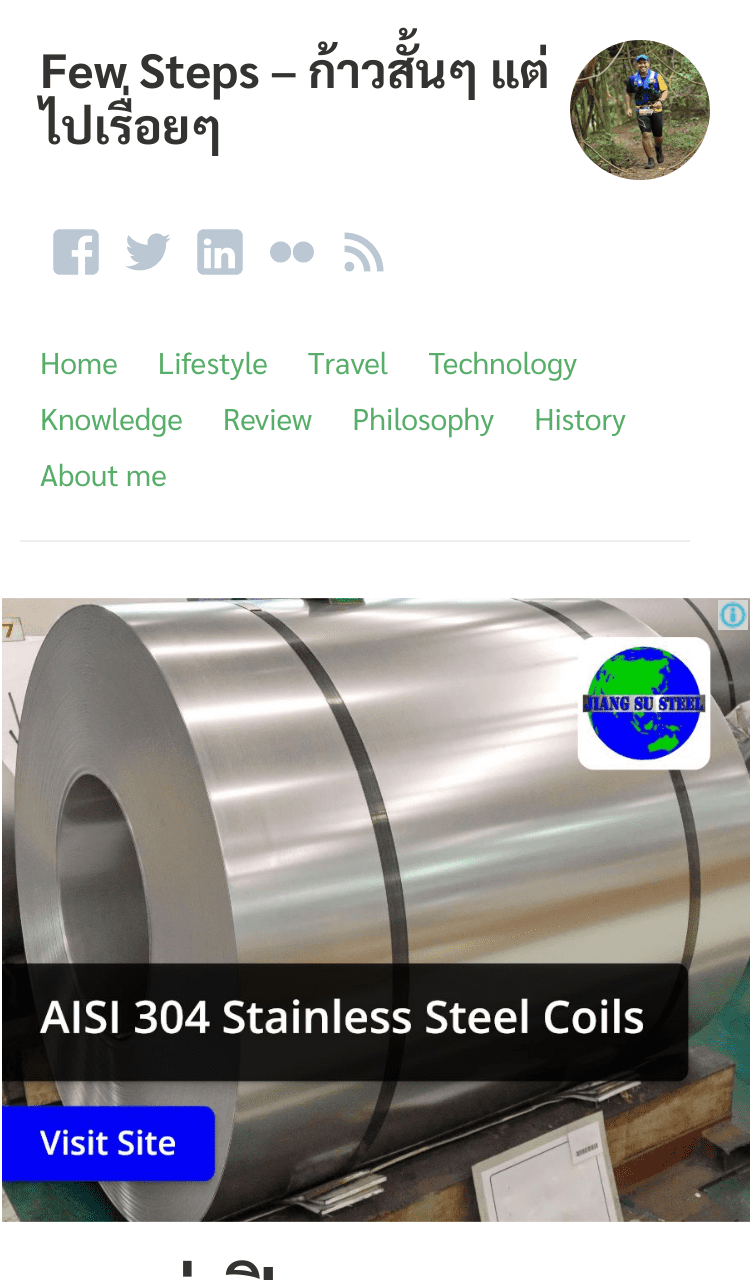 Few Steps – ก้าวสั้นๆ แต่
ไปเรื่อยๆ
Home Lifestyle Travel Technology
Knowledge Review Philosophy History
About me
7
JIANG SU STEEL
AISI 304 Stainless Steel Coils
Visit Site